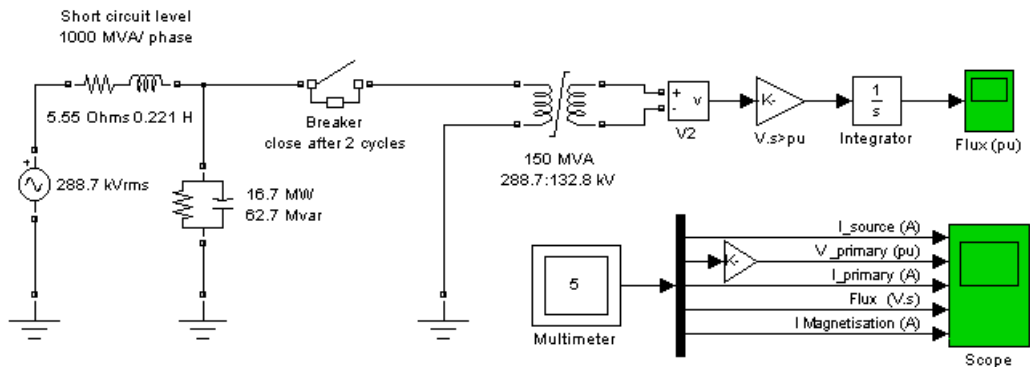 Short circuit level
1000 MVA/ phase
5.55 Ohms 0.221 H
+
288.7 kVrms
16.7 MW
62.7 Mvar
Breaker
close after 2 cycles
150 MVA
288.7:132.8 kV
+
-
v
V2
K-
V.s>pu
1
s
Integrator
Flux (pu)
5
Multimeter
K-
I_source (A)
V_primary (pu)
I_primary (A)
Flux (V.s)
I Magnetisation (A)
Scope